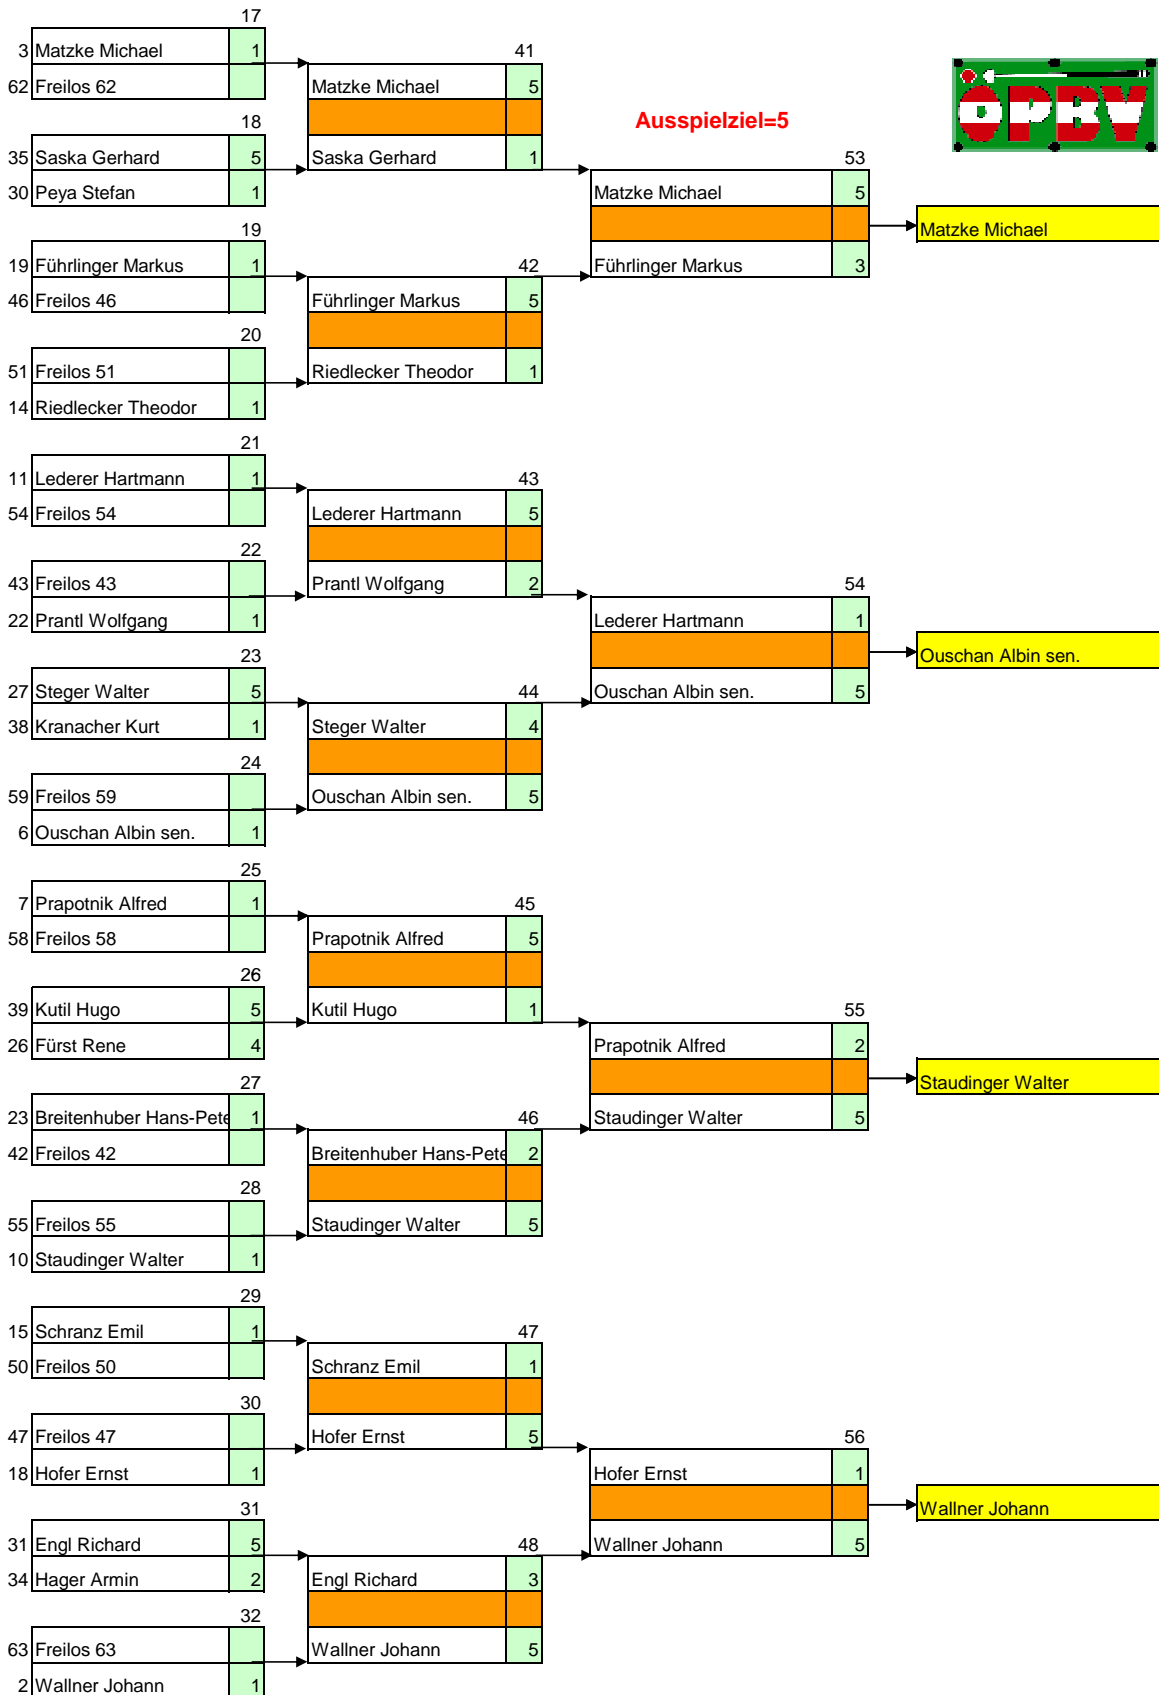 17
3 Matzke Michael 1
62 Freilos 62
18
35 Saska Gerhard 5
30 Peya Stefan 1
19
19 Führlinger Markus 1
46 Freilos 46
20
51 Freilos 51
14 Riedlecker Theodor 1
21
11 Lederer Hartmann 1
54 Freilos 54
22
43 Freilos 43
22 Prantl Wolfgang 1
23
27 Steger Walter 5
38 Kranacher Kurt 1
24
59 Freilos 59
6 Ouschan Albin sen. 1
25
7 Prapotnik Alfred 1
58 Freilos 58
26
39 Kutil Hugo 5
26 Fürst Rene 4
27
23 Breitenhuber Hans-Pete 1
42 Freilos 42
28
55 Freilos 55
10 Staudinger Walter 1
29
15 Schranz Emil 1
50 Freilos 50
30
47 Freilos 47
18 Hofer Ernst 1
31
31 Engl Richard 5
34 Hager Armin 2
32
63 Freilos 63
2 Wallner Johann 1
41
Matzke Michael 5
Saska Gerhard 1
42
Führlinger Markus 5
Riedlecker Theodor 1
43
Lederer Hartmann 5
Prantl Wolfgang 2
44
Steger Walter 4
Ouschan Albin sen. 5
45
Prapotnik Alfred 5
Kutil Hugo 1
46
Breitenhuber Hans-Pete 2
Staudinger Walter 5
47
Schranz Emil 1
Hofer Ernst 5
48
Engl Richard 3
Wallner Johann 5
Ausspielziel=5
53
Matzke Michael 5
Führlinger Markus 3
54
Lederer Hartmann 1
Ouschan Albin sen. 5
55
Prapotnik Alfred 2
Staudinger Walter 5
56
Hofer Ernst 1
Wallner Johann 5
ÖPBV
Matzke Michael
Ouschan Albin sen.
Staudinger Walter
Wallner Johann